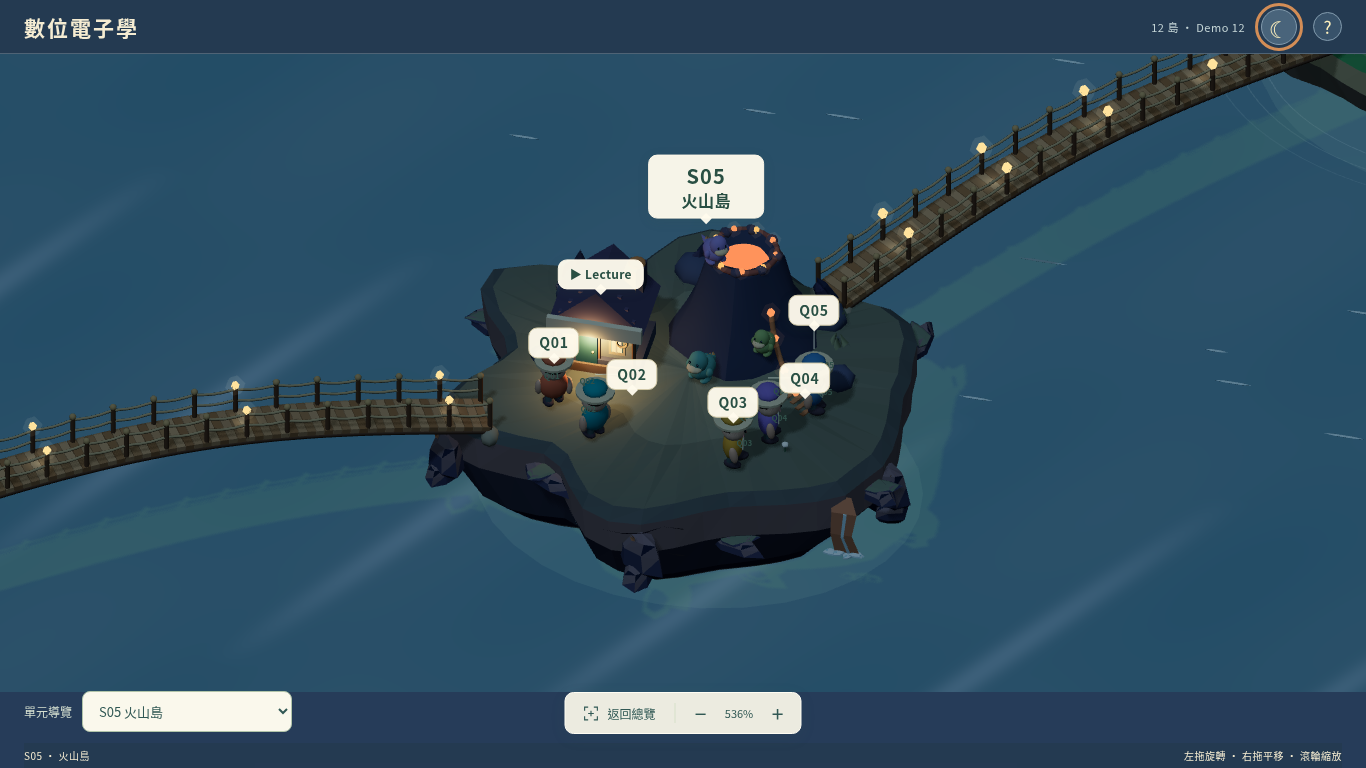 數位電子學
12 島 · Demo 12
?
S05
火山島
▶ Lecture
Q05
Q01
Q02
Q04
Q03
單元導覽
S05 火山島
返回總覽
− 536% +
S05 · 火山島
左拖旋轉 · 右拖平移 · 滾輪縮放